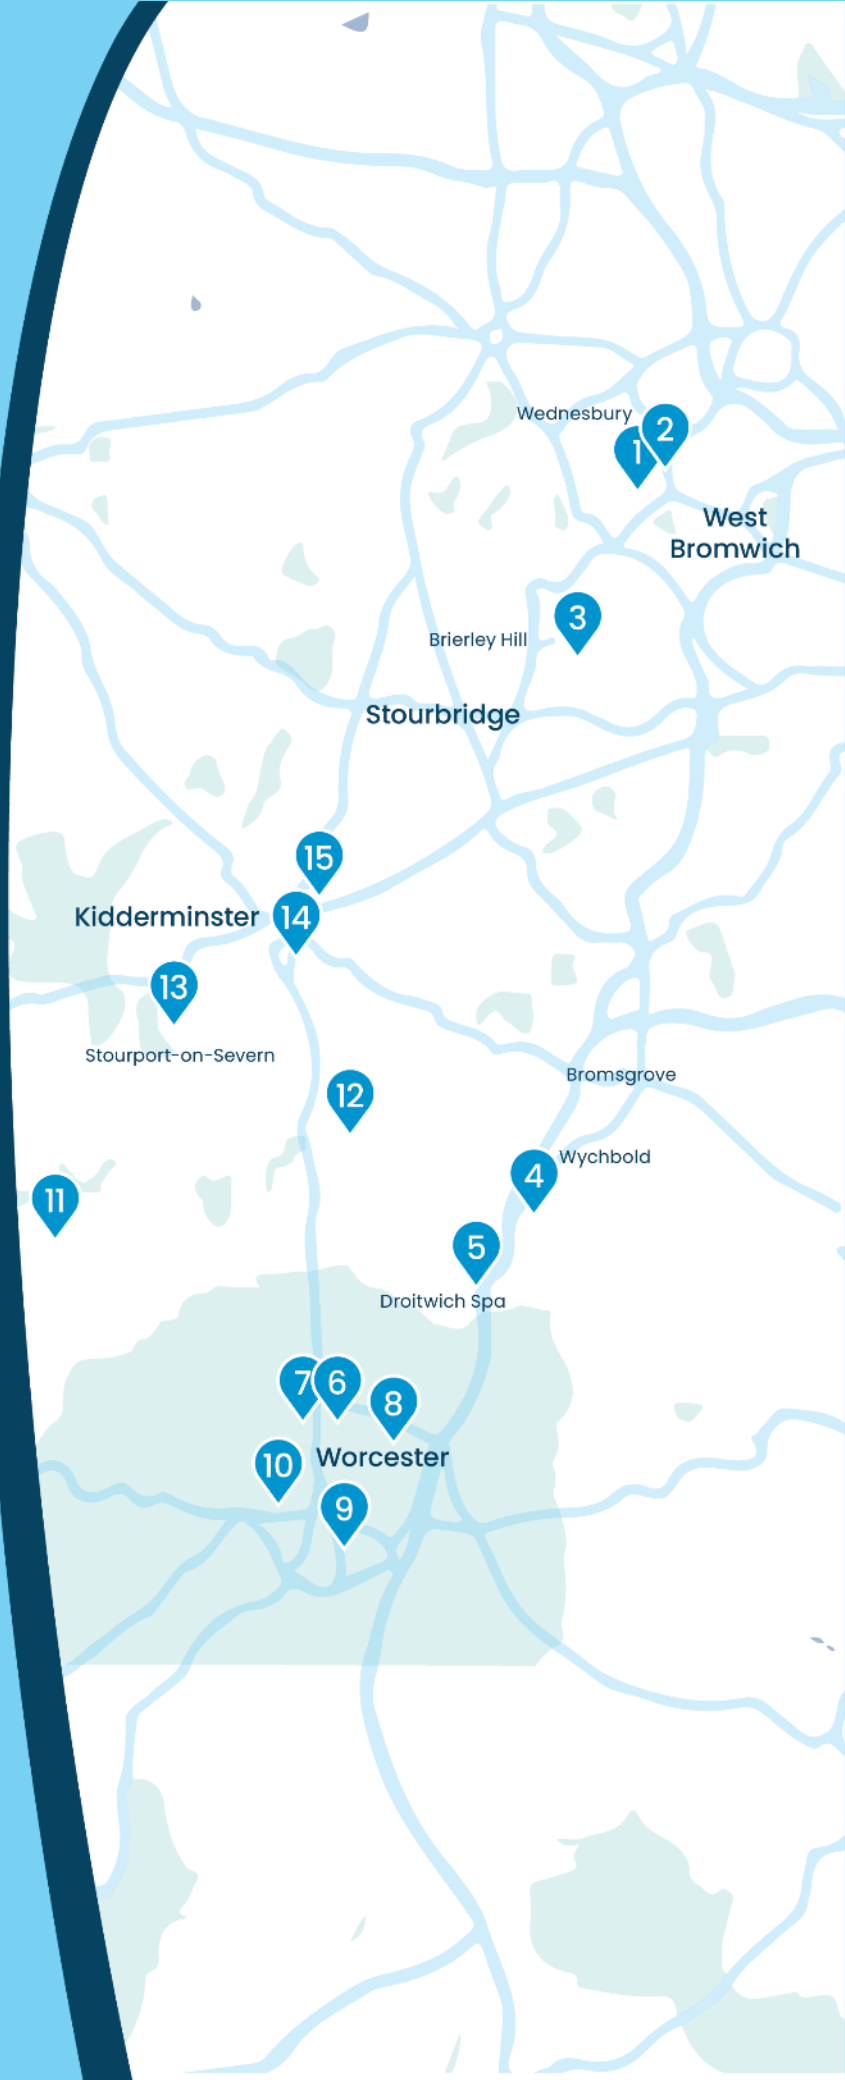 Wednesbury
2
1
West
Bromwich
3
Brierley Hill
Stourbridge
15
Kidderminster
14
13
Stourport-on-Severn
Bromsgrove
12
Wychbold
4
11
5
Droitwich Spa
7
6
8
Worcester
10
9